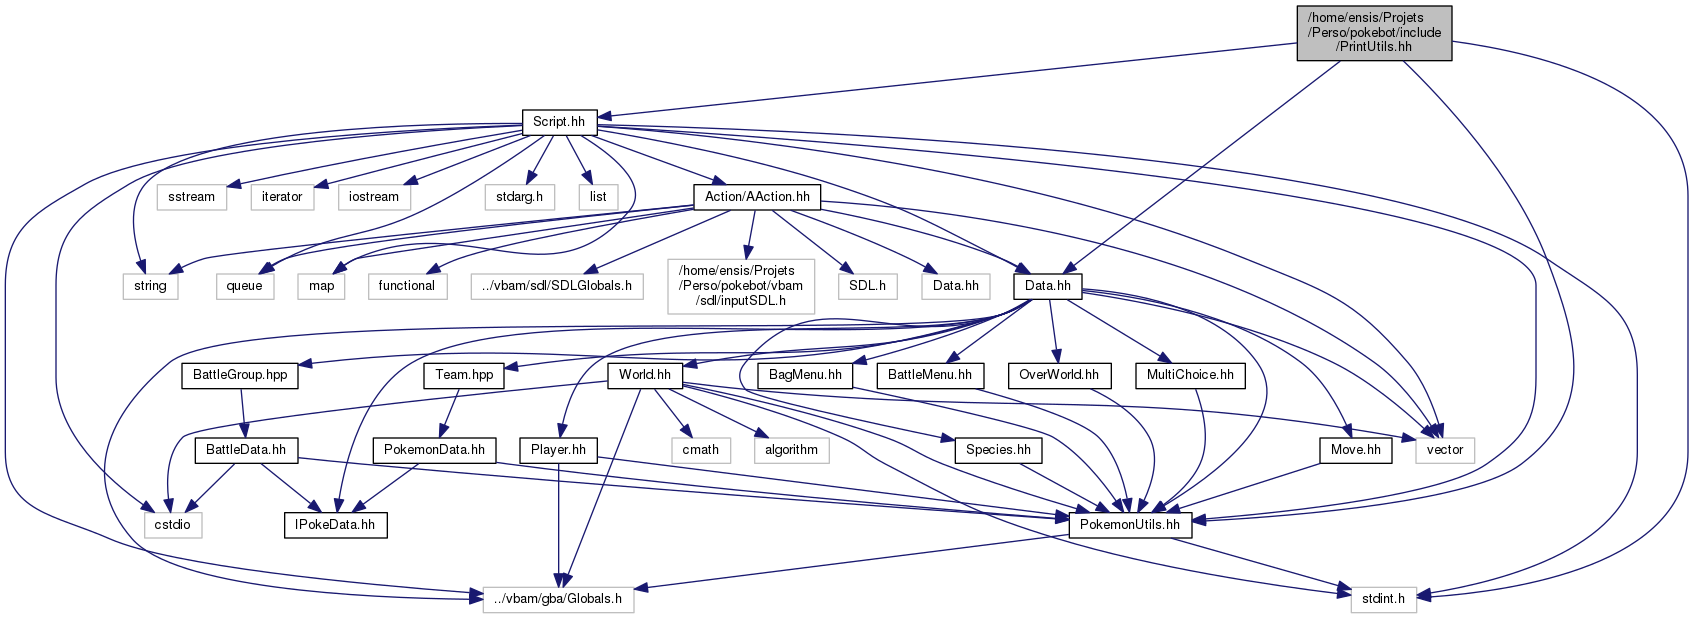 /home/ensis/Projets
/Perso/pokebot/include
/PrintUtils.hh
Script.hh
sstream
iterator
iostream
stdarg.h
list
Action/AAction.hh
string
queue
map
functional
../vbam/sdl/SDLGlobals.h
/home/ensis/Projets
/Perso/pokebot/vbam
/sdl/inputSDL.h
SDL.h
Data.hh
Data.hh
BattleGroup.hpp
Team.hpp
World.hh
BagMenu.hh
BattleMenu.hh
OverWorld.hh
MultiChoice.hh
BattleData.hh
PokemonData.hh
Player.hh
cmath
algorithm
Species.hh
Move.hh
vector
cstdio
IPokeData.hh
PokemonUtils.hh
../vbam/gba/Globals.h
stdint.h